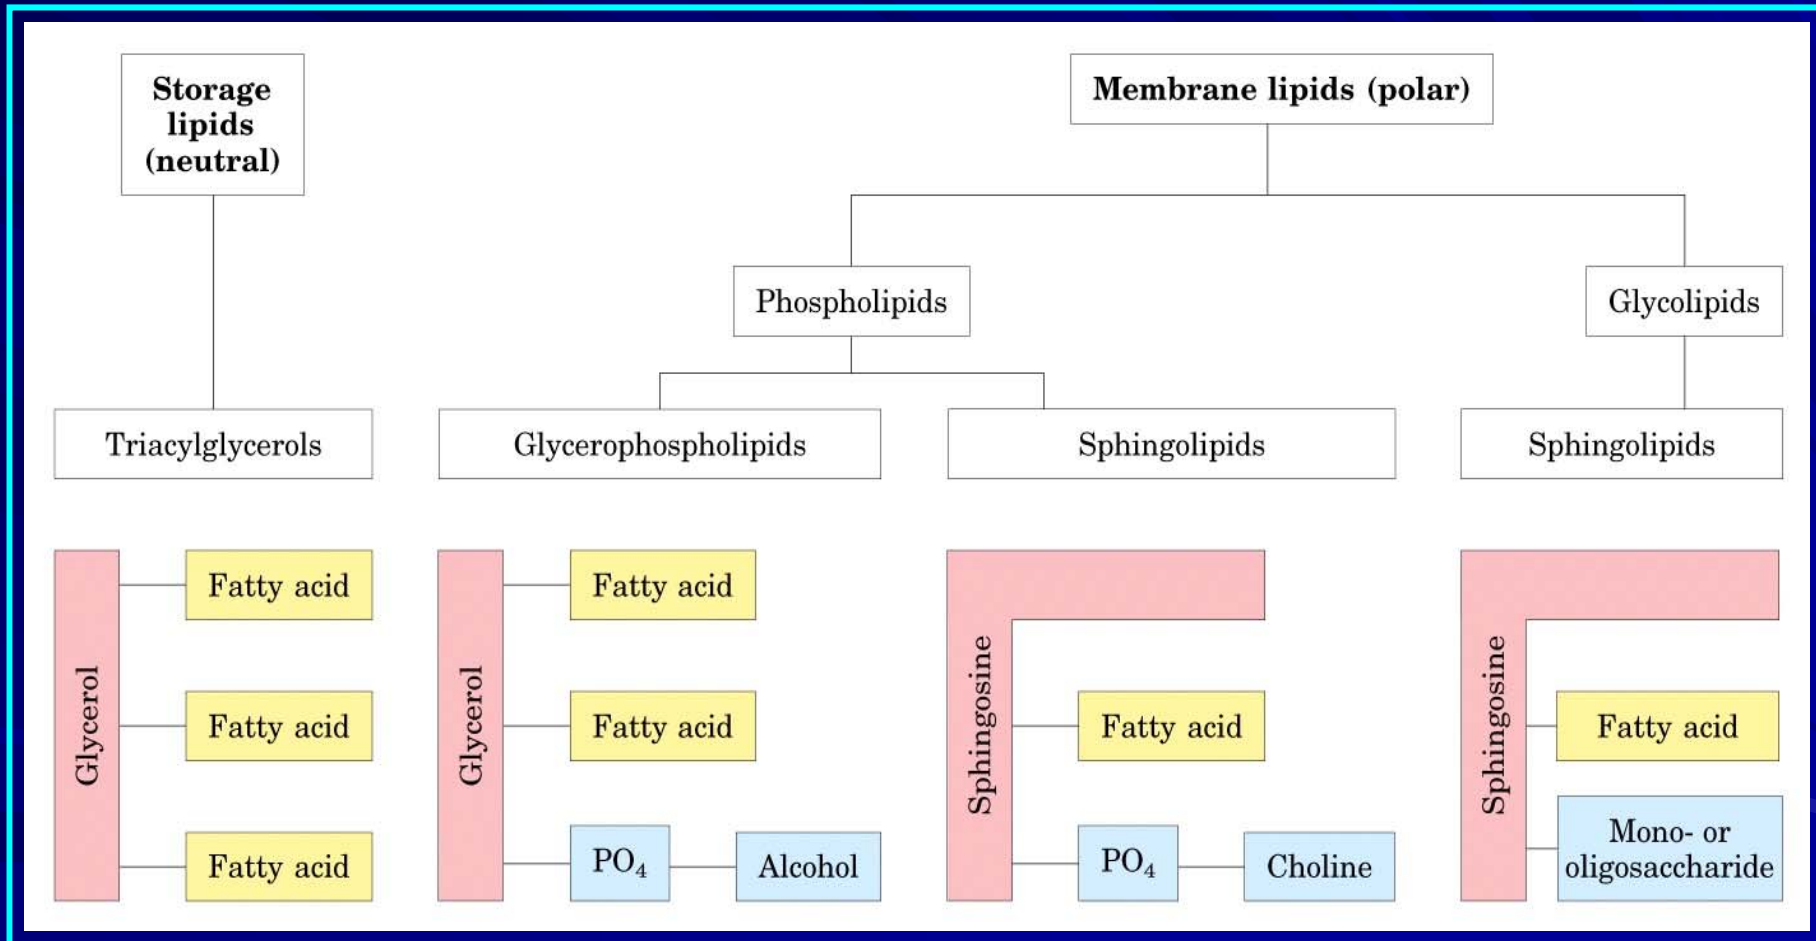 Storage
lipids
(neutral)
Membrane lipids (polar)
Phospholipids
Glycolipids
Triacylglycerols
Glycerophospholipids
Sphingolipids
Sphingolipids
Glycerol
Fatty acid
Fatty acid
Fatty acid
Glycerol
Fatty acid
Fatty acid
PO₄
Alcohol
Sphingosine
Fatty acid
PO₄
Choline
Sphingosine
Fatty acid
Mono- or
oligosaccharide